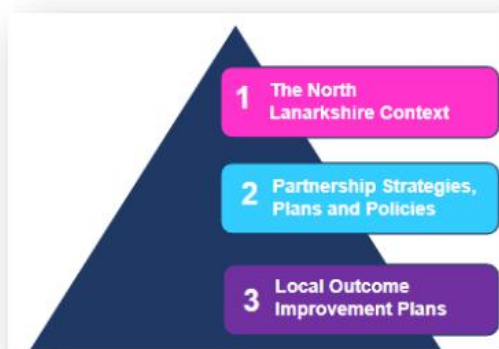 1 The North
Lanarkshire Context
2 Partnership Strategies,
Plans and Policies
3 Local Outcome
Improvement Plans